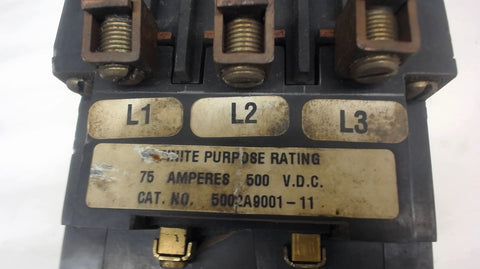 L1 L2 L3
PURPOSE RATING
75 AMPERES 500 V.D.C.
CAT. NO. 5002A9001-11